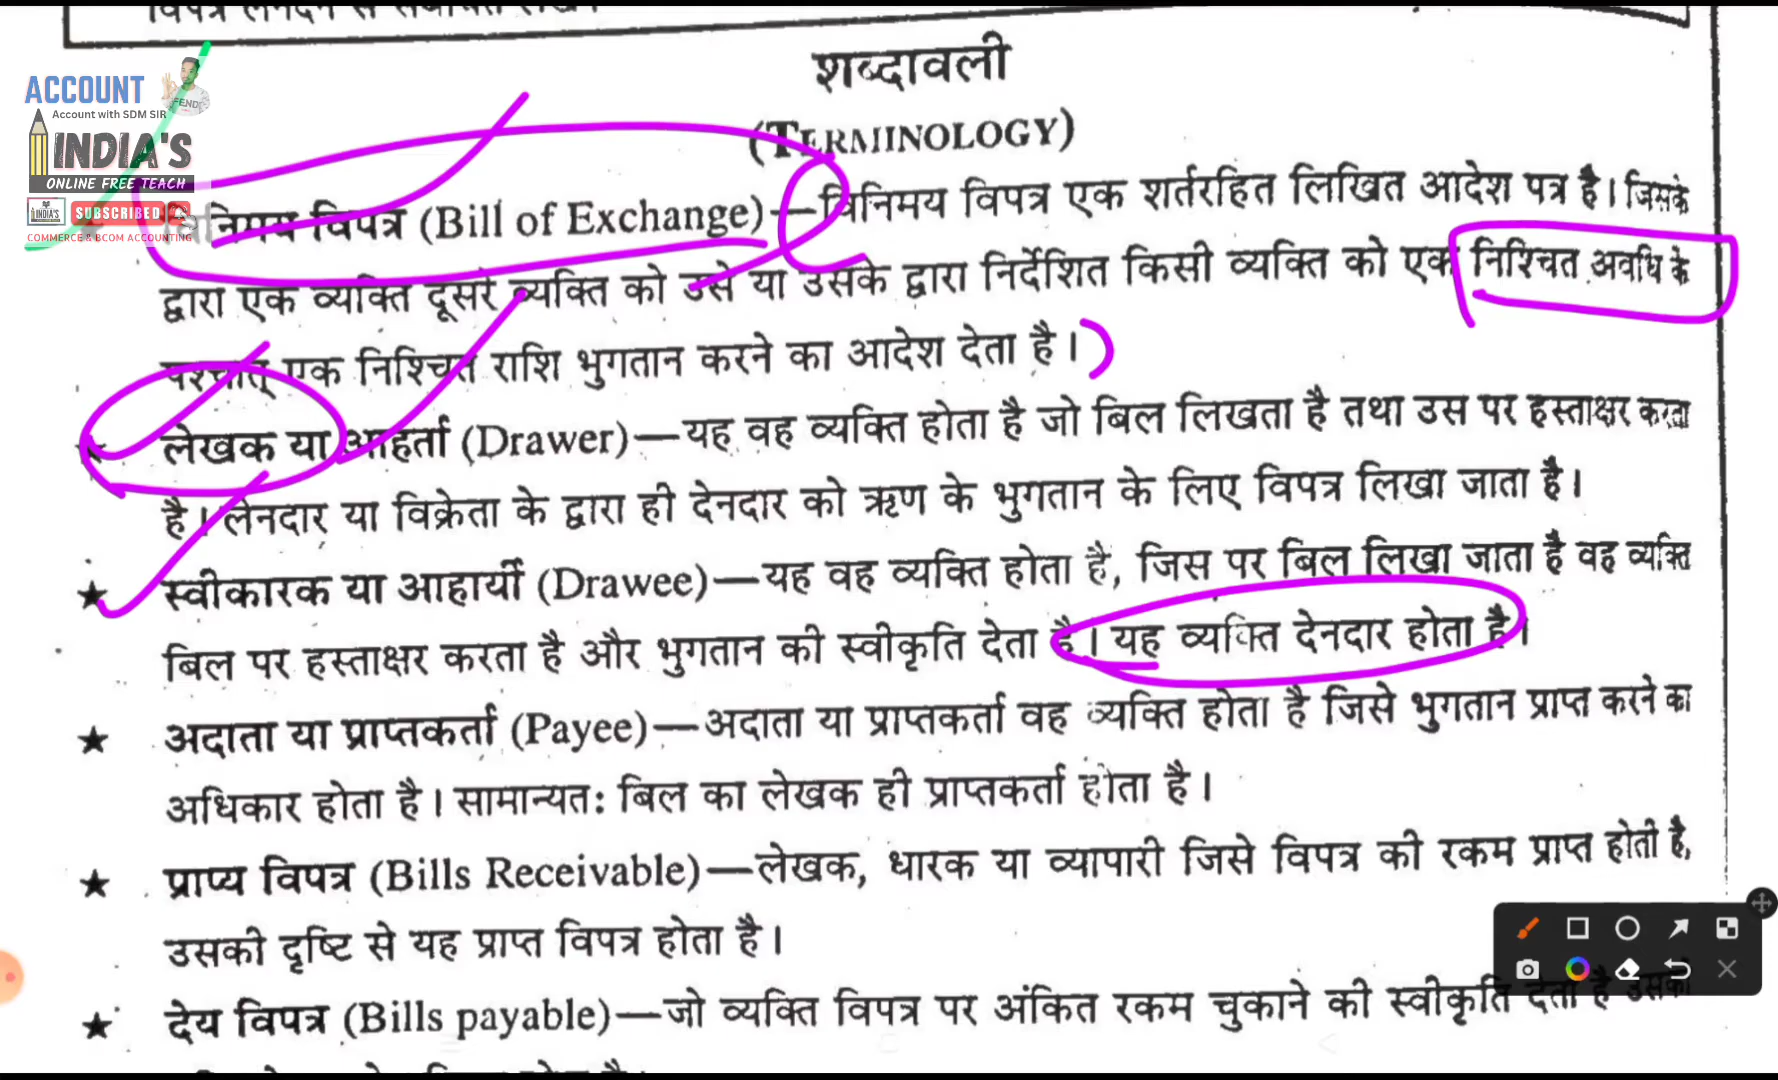 शब्दावली
(TERMINOLOGY)
ACCOUNT
Account with SDM SIR
INDIA'S
ONLINE FREE TEACH
SUBSCRIBED
COMMERCE & BCOM ACCOUNTING
विनिमय विपत्र (Bill of Exchange)—विनिमय विपत्र एक शर्तरहित लिखित आदेश पत्र है। जिसके
द्वारा एक व्यक्ति दूसरे व्यक्ति को उसे या उसके द्वारा निर्देशित किसी व्यक्ति को एक निश्चित अवधि के
पश्चात् एक निश्चित राशि भुगतान करने का आदेश देता है।
★ लेखक या आहर्ता (Drawer)—यह वह व्यक्ति होता है जो बिल लिखता है तथा उस पर हस्ताक्षर करता
है। लेनदार या विक्रेता के द्वारा ही देनदार को ऋण के भुगतान के लिए विपत्र लिखा जाता है।
★ स्वीकारक या आहार्यी (Drawee)—यह वह व्यक्ति होता है, जिस पर बिल लिखा जाता है वह व्यक्ति
बिल पर हस्ताक्षर करता है और भुगतान की स्वीकृति देता है। यह व्यक्ति देनदार होता है।
★ अदाता या प्राप्तकर्ता (Payee)—अदाता या प्राप्तकर्ता वह व्यक्ति होता है जिसे भुगतान प्राप्त करने का
अधिकार होता है। सामान्यत: बिल का लेखक ही प्राप्तकर्ता होता है।
★ प्राप्य विपत्र (Bills Receivable)—लेखक, धारक या व्यापारी जिसे विपत्र की रकम प्राप्त होती है,
उसकी दृष्टि से यह प्राप्त विपत्र होता है।
★ देय विपत्र (Bills payable)—जो व्यक्ति विपत्र पर अंकित रकम चुकाने की स्वीकृति देता है उसकी